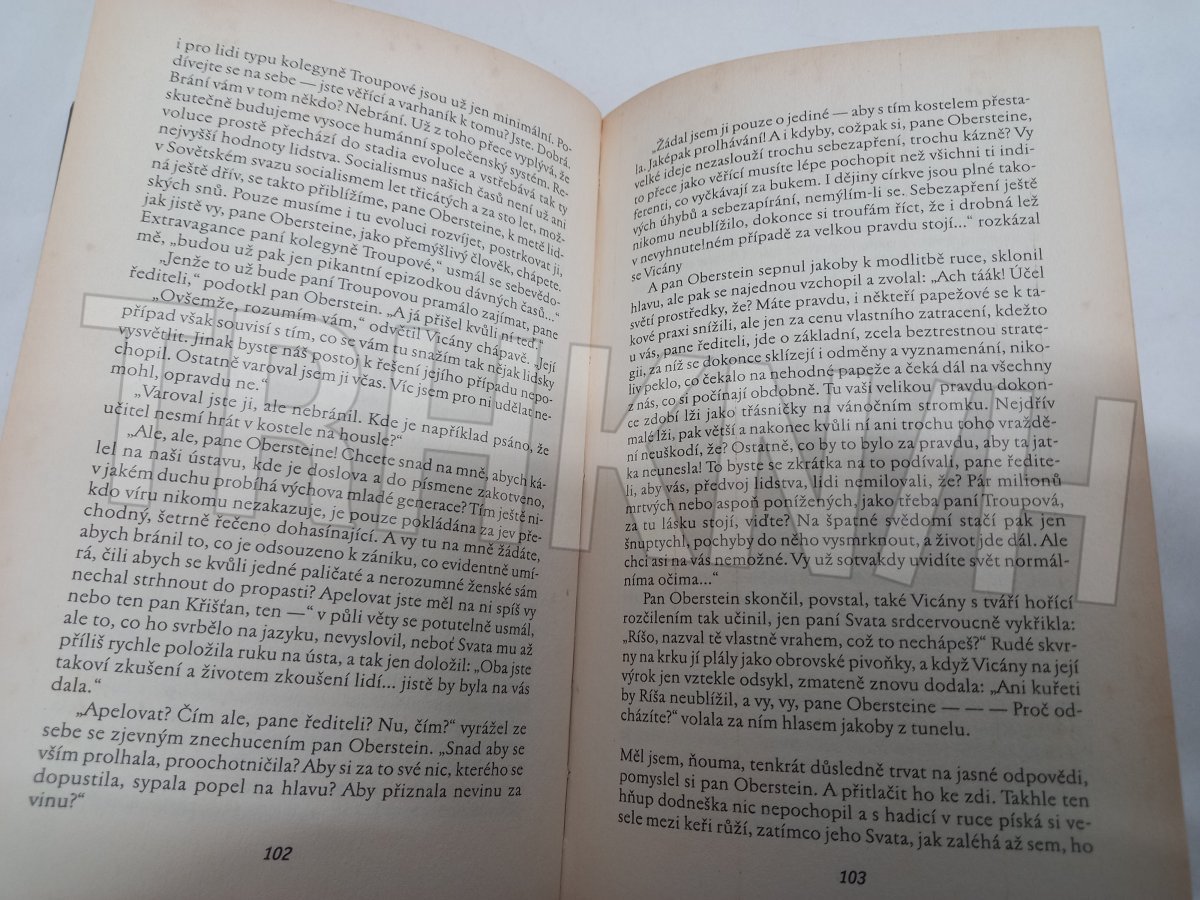 i pro lidi typu kolegyně Troupové jsou už jen minimální. Po-
dívejte se na sebe — jste věřící a varhaník k tomu? Jste. Dobrá.
Brání vám v tom někdo? Nebrání. Už z toho přece vyplývá, že
skutečně budujeme vysoce humánní společenský systém. Re-
voluce prostě přechází do stadia evoluce a vstřebává tak ty
nejvyšší hodnoty lidstva. Socialismus našich časů není už ani
v Sovětském svazu socialismem let třicátých a za sto let, mož-
ná ještě dřív, se takto přiblížíme, pane Obersteine, k metě lid-
ských snů. Pouze musíme i tu evoluci rozvíjet, postrkovat ji,
jak jistě vy, pane Obersteine, jako přemýšlivý člověk, chápete.
Extravagance paní kolegyně Troupové,“ usmál se sebevědo-
mě, „budou už pak jen pikantní epizodkou dávných časů...“
„Jenže to už bude paní Troupovou pramálo zajímat, pane
řediteli,“ podotkl pan Oberstein. „A já přišel kvůli ní teď.“
„Ovšemže, rozumím vám,“ odvětil Vicány chápavě. „Její
případ však souvisí s tím, co se vám tu snažím tak nějak lidsky
vysvětlit. Jinak byste náš postoj k řešení jejího případu nepo-
chopil. Ostatně varoval jsem ji včas. Víc jsem pro ni udělat ne-
mohl, opravdu ne.“
„Varoval jste ji, ale nebránil. Kde je například psáno, že
učitel nesmí hrát v kostele na housle?“
„Ale, ale, pane Obersteine! Chcete snad na mně, abych ká-
lel na naši ústavu, kde je doslova a do písmene zakotveno,
v jakém duchu probíhá výchova mladé generace? Tím ještě ni-
kdo víru nikomu nezakazuje, je pouze pokládána za jev pře-
chodný, šetrně řečeno dohasínající. A vy tu na mně žádáte,
abych bránil to, co je odsouzeno k zániku, co evidentně umí-
rá, čili abych se kvůli jedné paličaté a nerozumné ženské sám
nechal strhnout do propasti? Apelovat jste měl na ni spíš vy
nebo ten pan Křišťan, ten —“ v půli věty se potutelně usmál,
ale to, co ho svrbělo na jazyku, nevyslovil, neboť Svata mu až
příliš rychle položila ruku na ústa, a tak jen doložil: „Oba jste
takoví zkušení a životem zkoušení lidí... jistě by byla na vás
dala.“
„Apelovat? Čím ale, pane řediteli? Nu, čím?“ vyrážel ze
sebe se zjevným znechucením pan Oberstein. „Snad aby se
vším prolhala, proochotničila? Aby si za to své nic, kterého se
dopustila, sypala popel na hlavu? Aby přiznala nevinu za
vinu?“
102
„Žádal jsem ji pouze o jediné — aby s tím kostelem přesta-
la. Jaképak prolhávání! A i kdyby, cožpak si, pane Obersteine,
velké ideje nezaslouží trochu sebezapření, trochu kázně? Vy
to přece jako věřící musíte lépe pochopit než všichni ti indi-
ferenti, co vyčkávají za bukem. I dějiny církve jsou plné tako-
vých úhybů a sebezapírání, nemýlím-li se. Sebezapření ještě
nikomu neublížilo, dokonce si troufám říct, že i drobná lež
v nevyhnutelném případě za velkou pravdu stojí...“ rozkázal
se Vicány
A pan Oberstein sepnul jakoby k modlitbě ruce, sklonil
hlavu, ale pak se najednou vzchopil a zvolal: „Ach tááák! Účel
světí prostředky, že? Máte pravdu, i někteří papežové se k ta-
kové praxi snížili, ale jen za cenu vlastního zatracení, kdežto
u vás, pane řediteli, jde o základní, zcela beztrestnou strate-
gii, za níž se dokonce sklízejí i odměny a vyznamenání, niko-
liv peklo, co čekalo na nehodné papeže a čeká dál na všechny
z nás, co si počínají obdobně. Tu vaši velikou pravdu dokon-
ce zdobí lži jako třásničky na vánočním stromku. Nejdřív
malé lži, pak větší a nakonec kvůli ní ani trochu toho vraždě-
ní neuškodí, že? Ostatně, co by to bylo za pravdu, aby ta jat-
ka neunesla! To byste se zkrátka na to podívali, pane řediteli-
li, aby vás, předvoj lidstva, lidi nemilovali, že? Pár milionů
mrtvých nebo aspoň ponížených, jako třeba paní Troupová,
za tu lásku stojí, viďte? Na špatné svědomí stačí pak jen
šnuptychl, pochyby do něho vysmrknout, a život jde dál. Ale
chci asi na vás nemožné. Vy už sotvakdy uvidíte svět normál-
níma očima...“
Pan Oberstein skončil, povstal, také Vicány s tváří hořící
rozčilením tak učinil, jen paní Svata srdcervoucně vykřikla:
„Ríšo, nazval tě vlastně vrahem, což to nechápeš?“ Rudé skvr-
ny na krku jí plály jako obrovské pivoňky, a když Vicány na její
výrok jen vztekle odsykl, zmateně znovu dodala: „Ani kuřeti
by Ríša neublížil, a vy, vy, pane Obersteine — — — Proč od-
cházíte?“ volala za ním hlasem jakoby z tunelu.
Měl jsem, ňouma, tenkrát důsledně trvat na jasné odpovědi,
pomyslel si pan Oberstein. A přitlačit ho ke zdi. Takhle ten
hňup dodneška nic nepochopil a s hadicí v ruce píská si ve-
sele mezi keři růží, zatímco jeho Svata, jak zaléhá až sem, ho
103
TRHKNIH